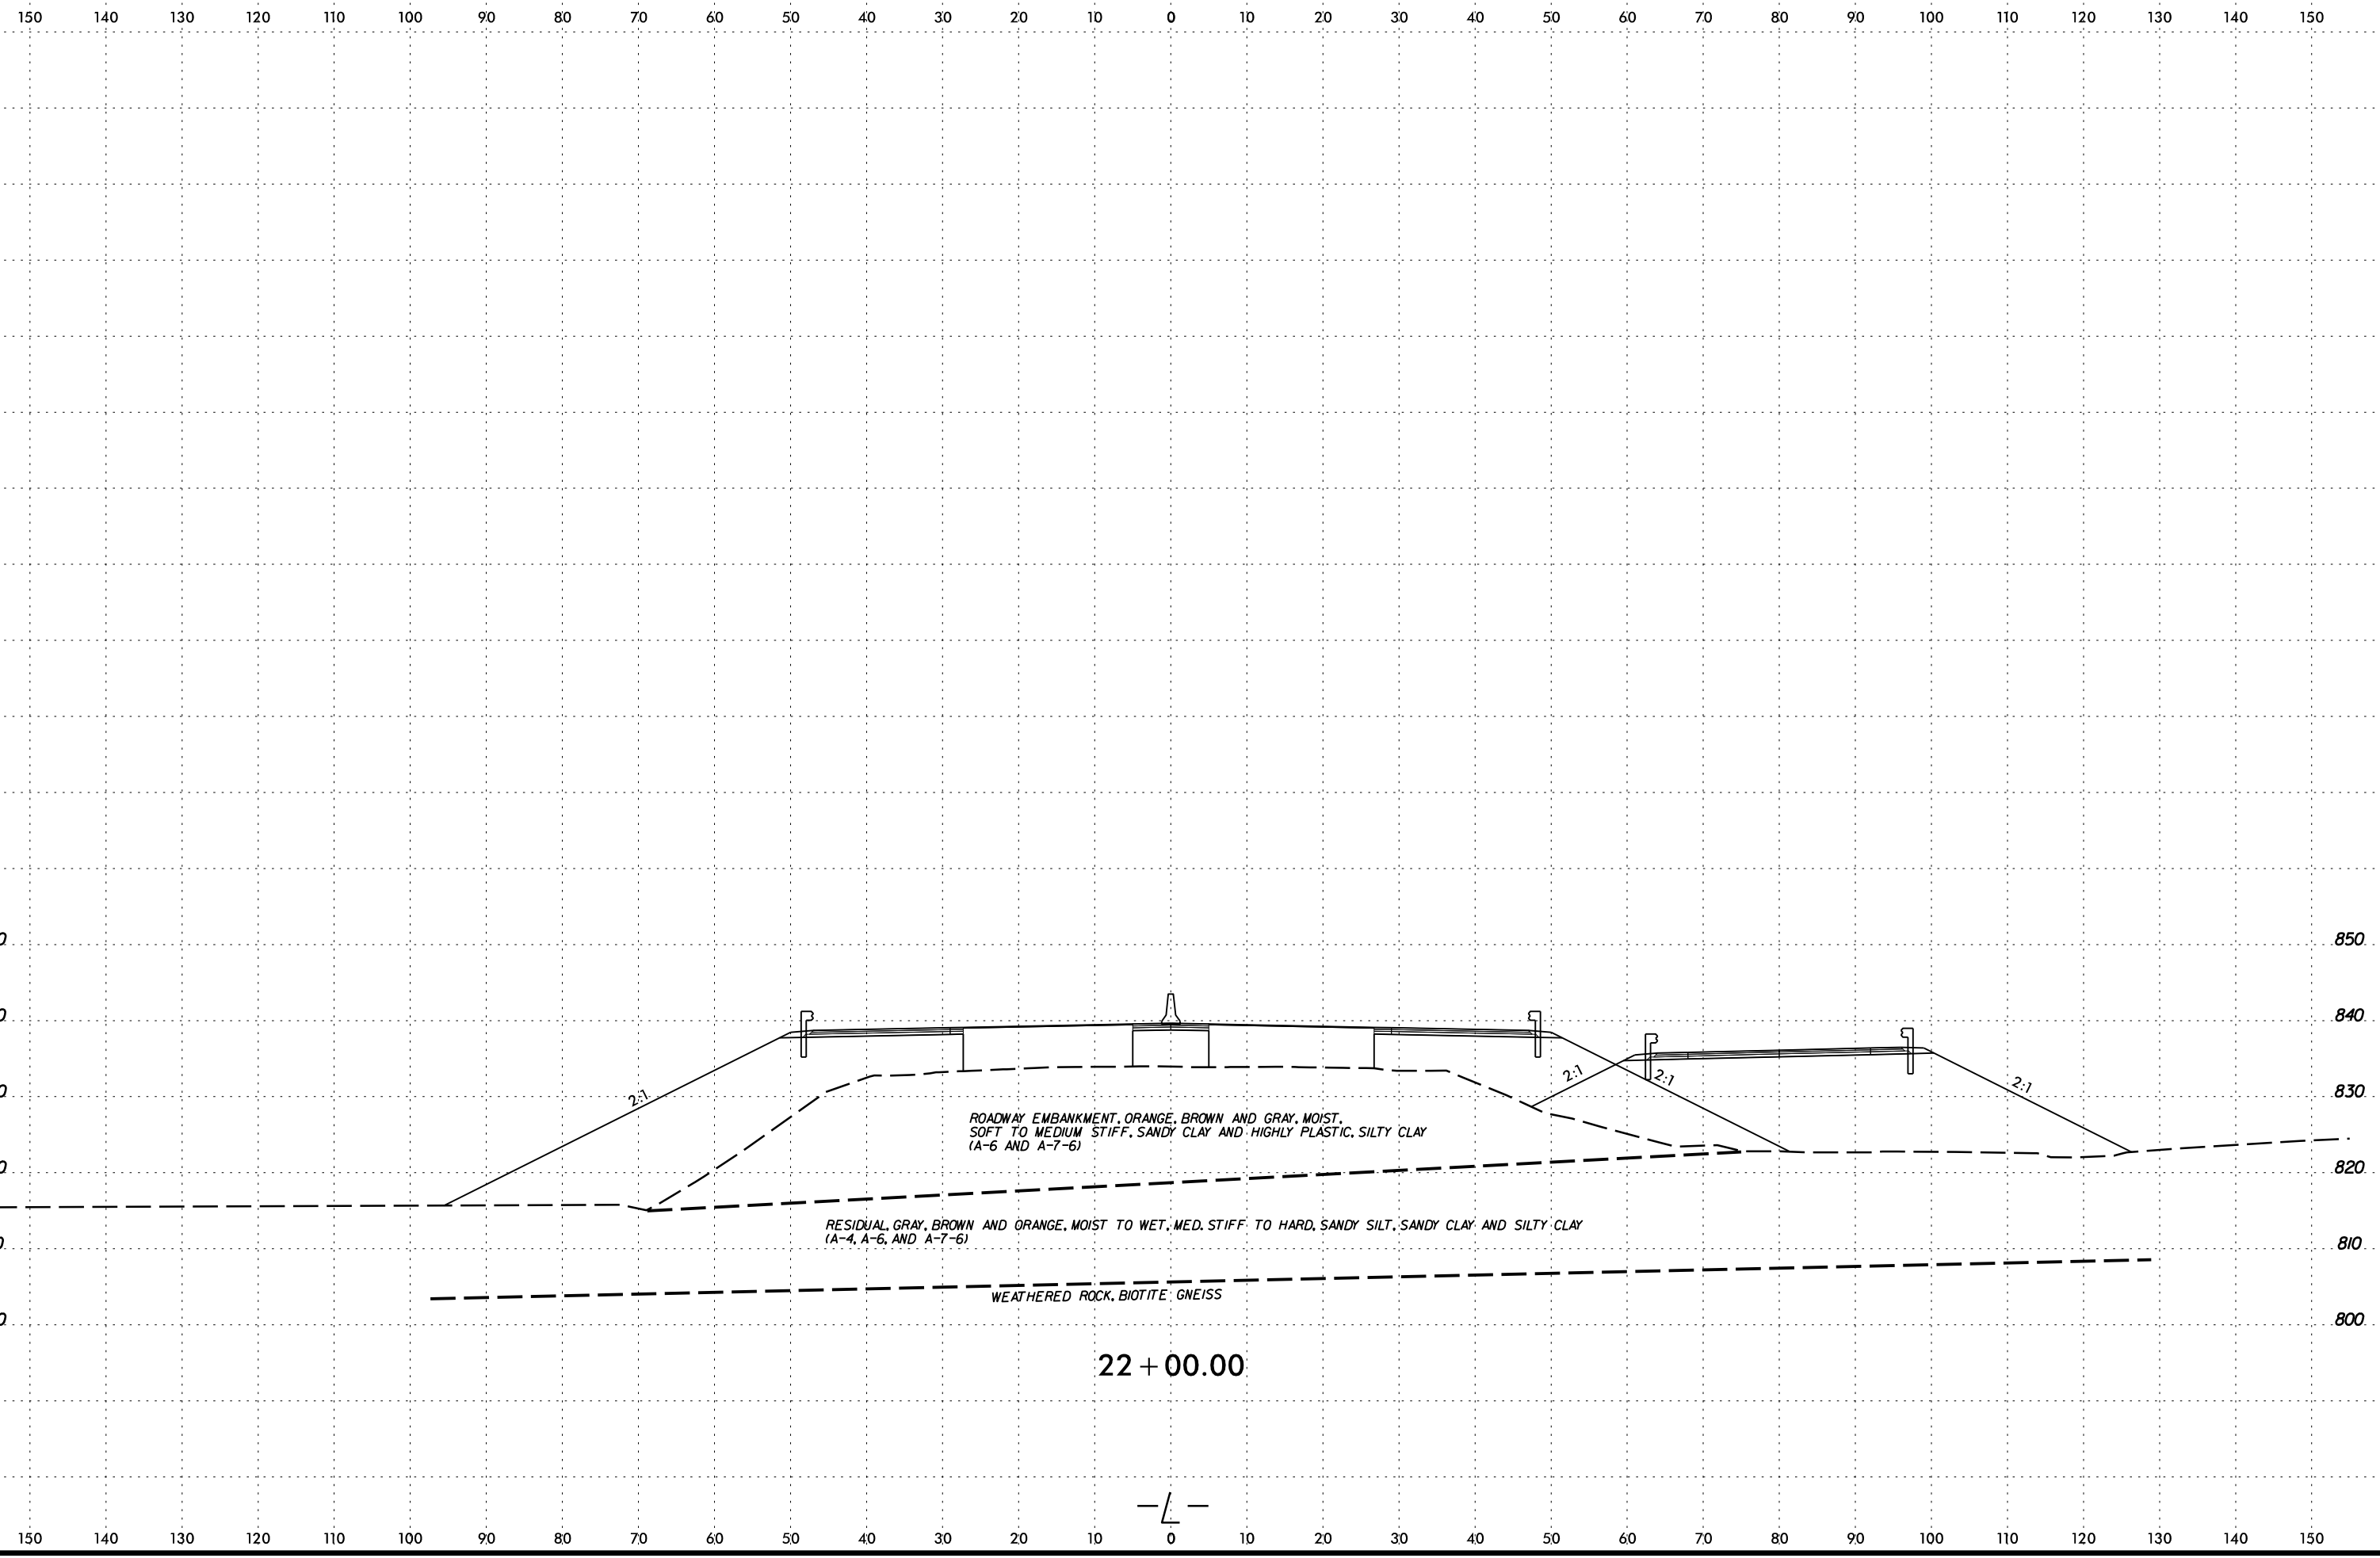 150 140 130 120 110 100 90 80 70 60 50 40 30 20 10 0 10 20 30 40 50 60 70 80 90 100 110 120 130 140 150
0 850
0 840
2:1 2:1 2:1 2:1
0 830
ROADWAY EMBANKMENT, ORANGE, BROWN AND GRAY, MOIST,
SOFT TO MEDIUM STIFF, SANDY CLAY AND HIGHLY PLASTIC, SILTY CLAY
(A-6 AND A-7-6)
0 820
RESIDUAL, GRAY, BROWN AND ORANGE, MOIST TO WET, MED. STIFF TO HARD, SANDY SILT, SANDY CLAY AND SILTY CLAY
(A-4, A-6, AND A-7-6)
0 810
WEATHERED ROCK, BIOTITE GNEISS
0 800
22+00.00
-L-
150 140 130 120 110 100 90 80 70 60 50 40 30 20 10 0 10 20 30 40 50 60 70 80 90 100 110 120 130 140 150